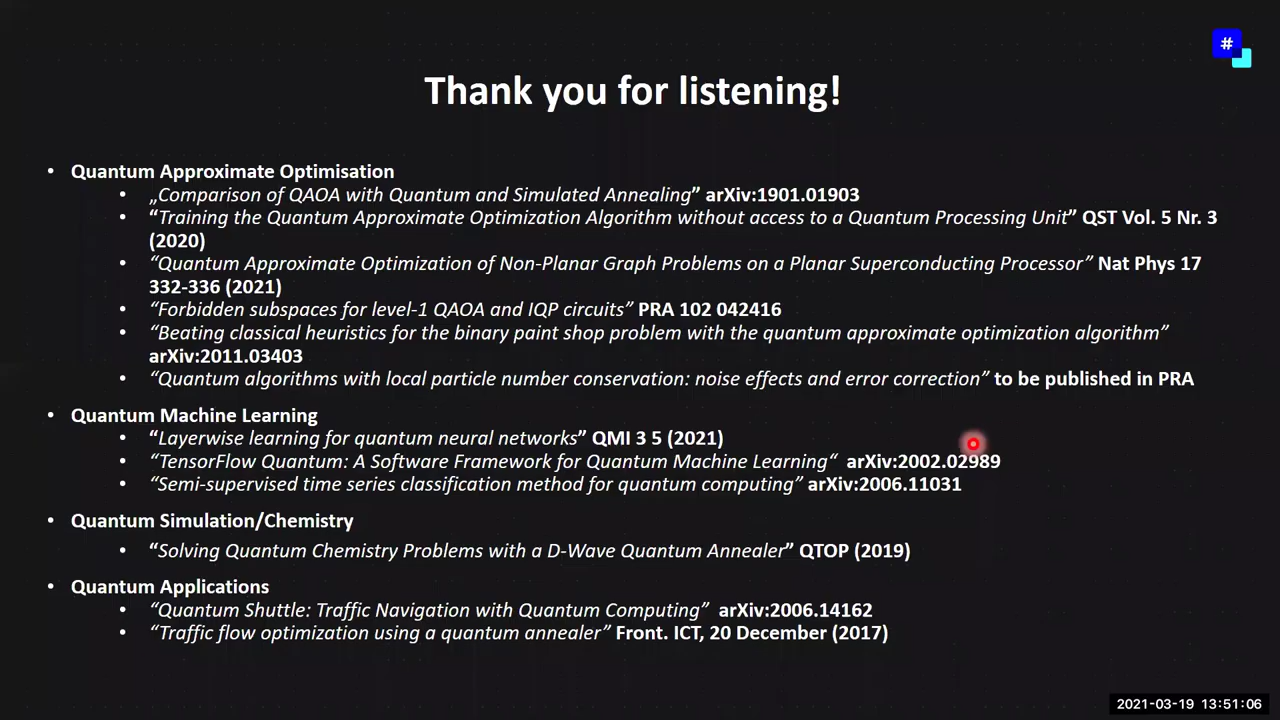 #
Thank you for listening!
• Quantum Approximate Optimisation
• „Comparison of QAOA with Quantum and Simulated Annealing” arXiv:1901.01903
• “Training the Quantum Approximate Optimization Algorithm without access to a Quantum Processing Unit” QST Vol. 5 Nr. 3
(2020)
• “Quantum Approximate Optimization of Non-Planar Graph Problems on a Planar Superconducting Processor” Nat Phys 17
332-336 (2021)
• “Forbidden subspaces for level-1 QAOA and IQP circuits” PRA 102 042416
• “Beating classical heuristics for the binary paint shop problem with the quantum approximate optimization algorithm”
arXiv:2011.03403
• “Quantum algorithms with local particle number conservation: noise effects and error correction” to be published in PRA
• Quantum Machine Learning
• “Layerwise learning for quantum neural networks” QMI 3 5 (2021)
• “TensorFlow Quantum: A Software Framework for Quantum Machine Learning“ arXiv:2002.02989
• “Semi-supervised time series classification method for quantum computing” arXiv:2006.11031
• Quantum Simulation/Chemistry
• “Solving Quantum Chemistry Problems with a D-Wave Quantum Annealer” QTOP (2019)
• Quantum Applications
• “Quantum Shuttle: Traffic Navigation with Quantum Computing” arXiv:2006.14162
• “Traffic flow optimization using a quantum annealer” Front. ICT, 20 December (2017)
2021-03-19 13:51:06